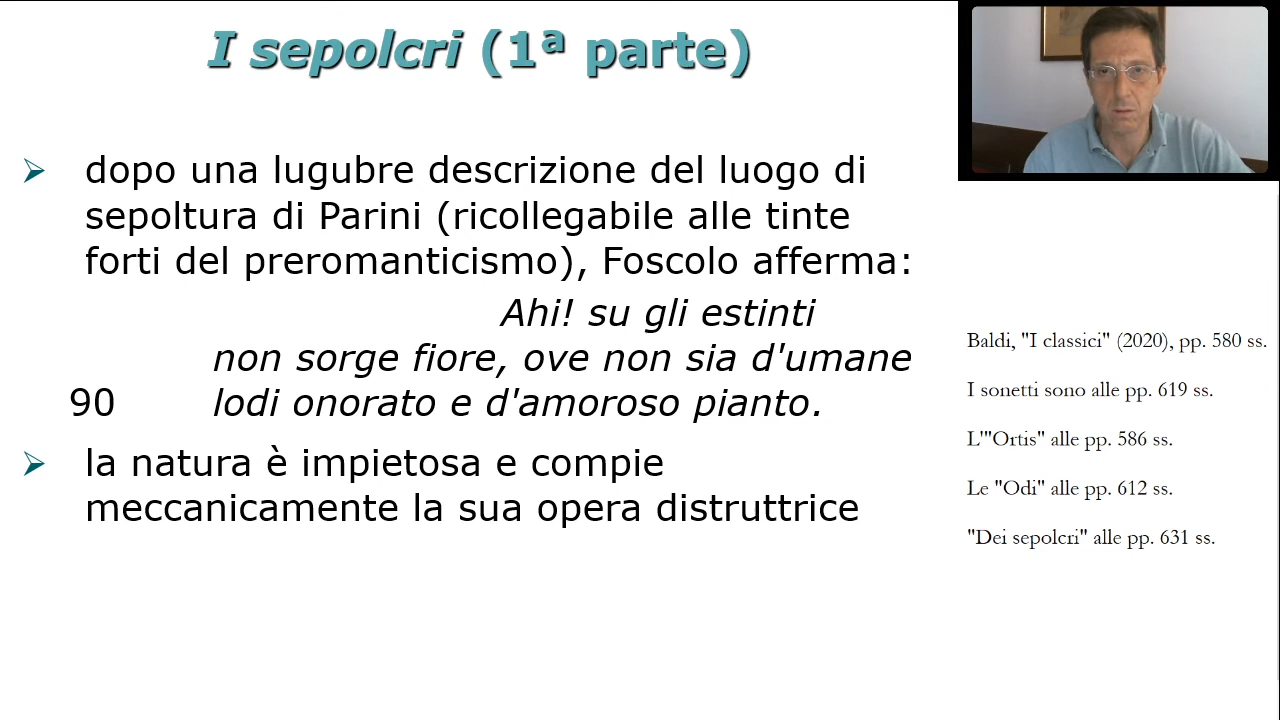 I sepolcri (1ª parte)
dopo una lugubre descrizione del luogo di
sepoltura di Parini (ricollegabile alle tinte
forti del preromanticismo), Foscolo afferma:
Ahi! su gli estinti
non sorge fiore, ove non sia d'umane
90 lodi onorato e d'amoroso pianto.
la natura è impietosa e compie
meccanicamente la sua opera distruttrice
Baldi, "I classici" (2020), pp. 580 ss.
I sonetti sono alle pp. 619 ss.
L'"Ortis" alle pp. 586 ss.
Le "Odi" alle pp. 612 ss.
"Dei sepolcri" alle pp. 631 ss.